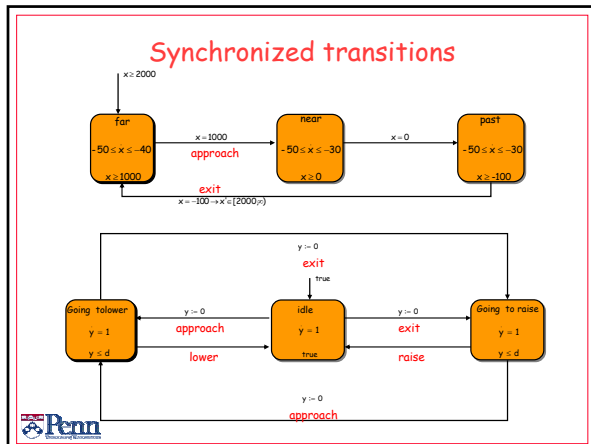 Synchronized transitions
x ≥ 2000
far
-50 ≤ x ≤ -40
x ≥ 1000
x = 1000
approach
near
-50 ≤ x ≤ -30
x ≥ 0
x = 0
past
-50 ≤ x ≤ -30
x ≥ -100
exit
x = -100 → x' ∈ [2000,∞)
y := 0
exit
true
Going tolower
y = 1
y ≤ d
y := 0
approach
lower
idle
y = 1
true
y := 0
exit
raise
Going to raise
y = 1
y ≤ d
y := 0
approach
Penn